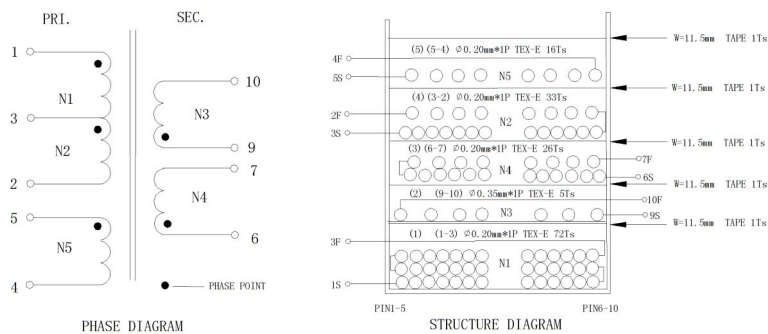 PRI.
SEC.
1
3
2
5
4
N1
N2
N5
10
9
7
6
N3
N4
PHASE POINT
PHASE DIAGRAM
(5) (5-4) Ø0.20mm*1P TEX-E 16Ts
4F
5S
N5
(4) (3-2) Ø0.20mm*1P TEX-E 33Ts
2F
3S
N2
(3) (6-7) Ø0.20mm*1P TEX-E 26Ts
7F
6S
N4
(2) (9-10) Ø0.35mm*1P TEX-E 5Ts
10F
9S
N3
(1) (1-3) Ø0.20mm*1P TEX-E 72Ts
3F
1S
N1
W=11.5mm TAPE 1Ts
W=11.5mm TAPE 1Ts
W=11.5mm TAPE 1Ts
W=11.5mm TAPE 1Ts
W=11.5mm TAPE 1Ts
PIN1-5
PIN6-10
STRUCTURE DIAGRAM